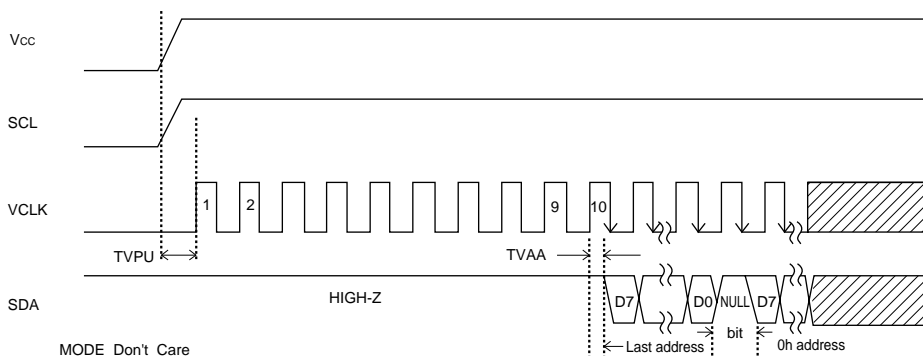 Vcc
SCL
VCLK
1 2 9 10
TVPU
TVAA
SDA
HIGH-Z
D7 D0 NULL D7
bit
Last address
0h address
MODE Don't Care